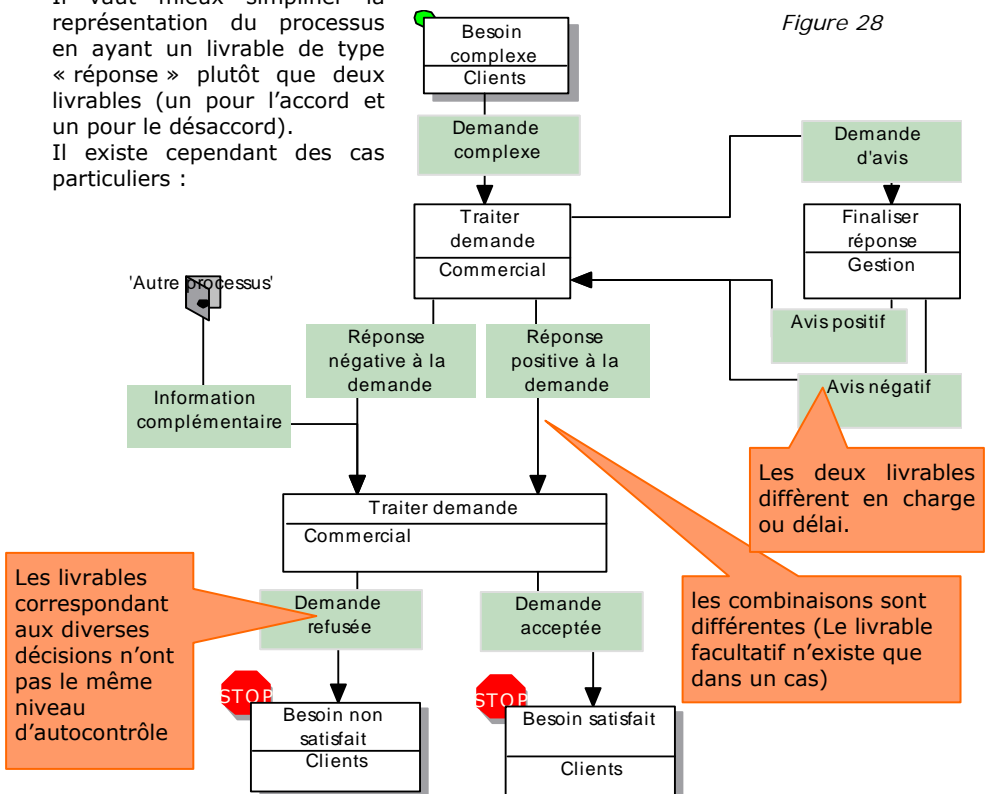 Il vaut mieux simplifier la
représentation du processus
en ayant un livrable de type
« réponse » plutôt que deux
livrables (un pour l'accord et
un pour le désaccord).
Il existe cependant des cas
particuliers :
Figure 28
Besoin
complexe
Clients
Demande
complexe
Demande
d'avis
Traiter
demande
Commercial
Finaliser
réponse
Gestion
'Autre processus'
Avis positif
Réponse
négative à la
demande
Réponse
positive à la
demande
Avis négatif
Information
complémentaire
Les deux livrables
diffèrent en charge
ou délai.
Traiter demande
Commercial
Les livrables
correspondant
aux diverses
décisions n'ont
pas le même
niveau
d'autocontrôle
Demande
refusée
Demande
acceptée
les combinaisons sont
différentes (Le livrable
facultatif n'existe que
dans un cas)
STOP
Besoin non
satisfait
Clients
STOP
Besoin satisfait
Clients